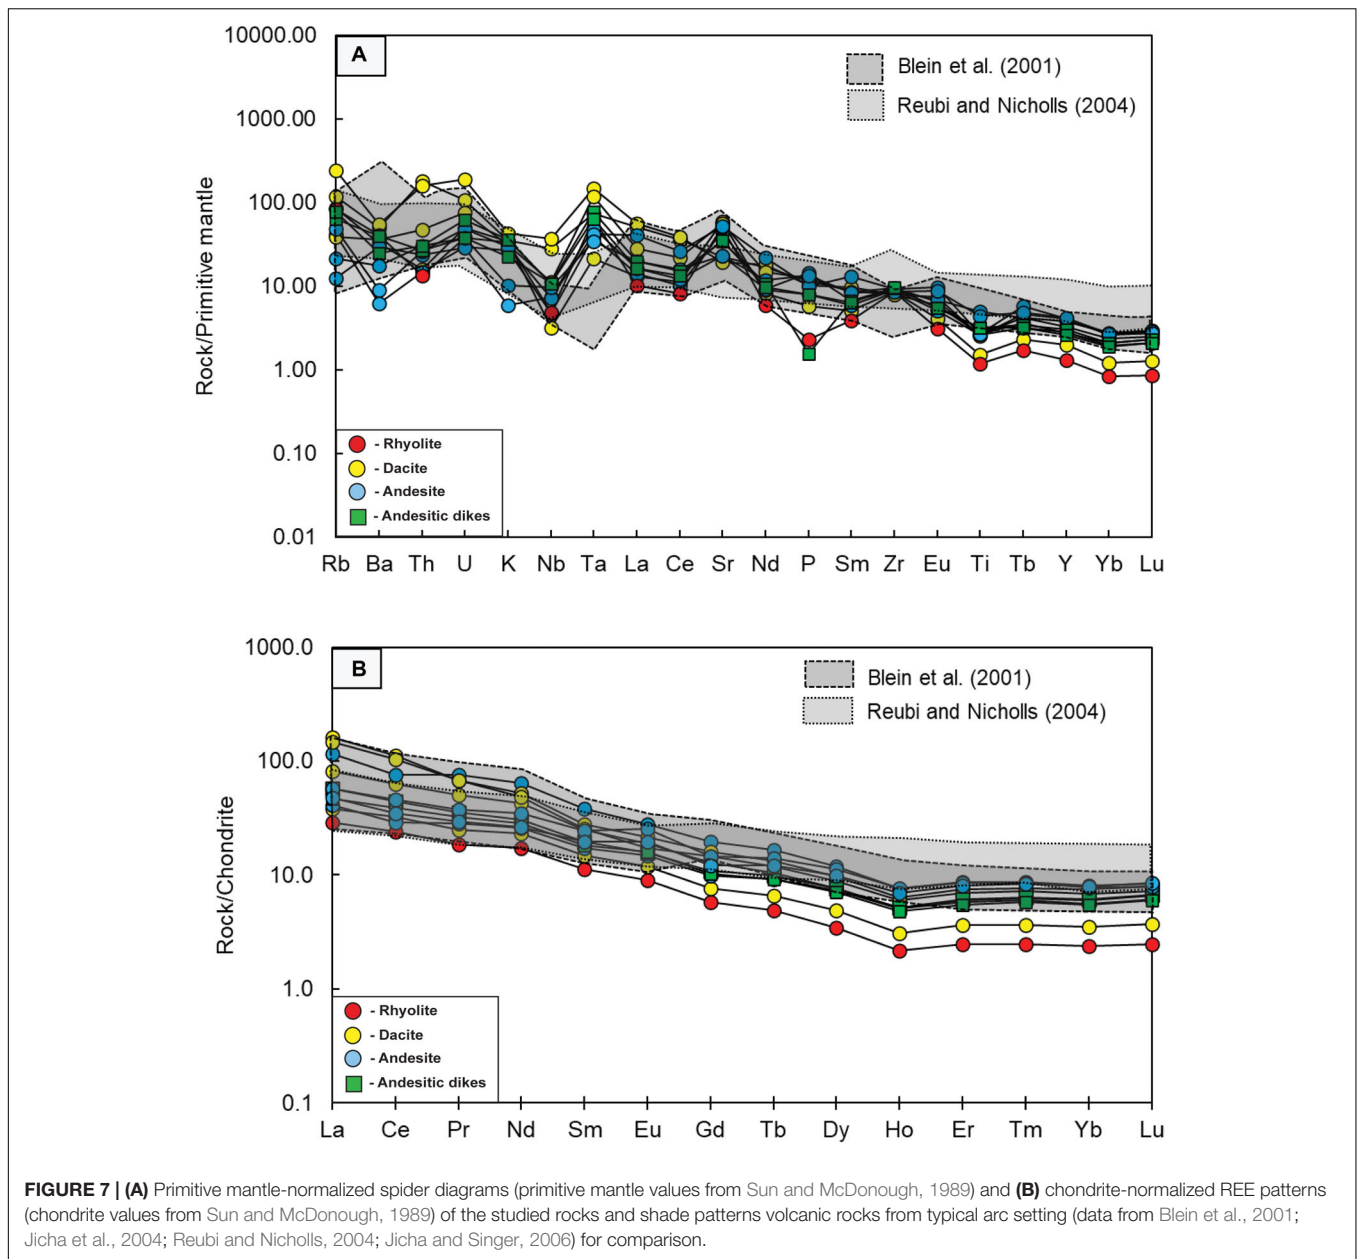 10000.00
A
Blein et al. (2001)
1000.00
Reubi and Nicholls (2004)
100.00
Rock/Primitive mantle
10.00
1.00
- Rhyolite
0.10
- Dacite
- Andesite
- Andesitic dikes
0.01
Rb Ba Th U K Nb Ta La Ce Sr Nd P Sm Zr Eu Ti Tb Y Yb Lu
1000.0
B
Blein et al. (2001)
Reubi and Nicholls (2004)
100.0
Rock/Chondrite
10.0
1.0
- Rhyolite
- Dacite
- Andesite
- Andesitic dikes
0.1
La Ce Pr Nd Sm Eu Gd Tb Dy Ho Er Tm Yb Lu
FIGURE 7 | (A) Primitive mantle-normalized spider diagrams (primitive mantle values from Sun and McDonough, 1989) and (B) chondrite-normalized REE patterns
(chondrite values from Sun and McDonough, 1989) of the studied rocks and shade patterns volcanic rocks from typical arc setting (data from Blein et al., 2001;
Jicha et al., 2004; Reubi and Nicholls, 2004; Jicha and Singer, 2006) for comparison.